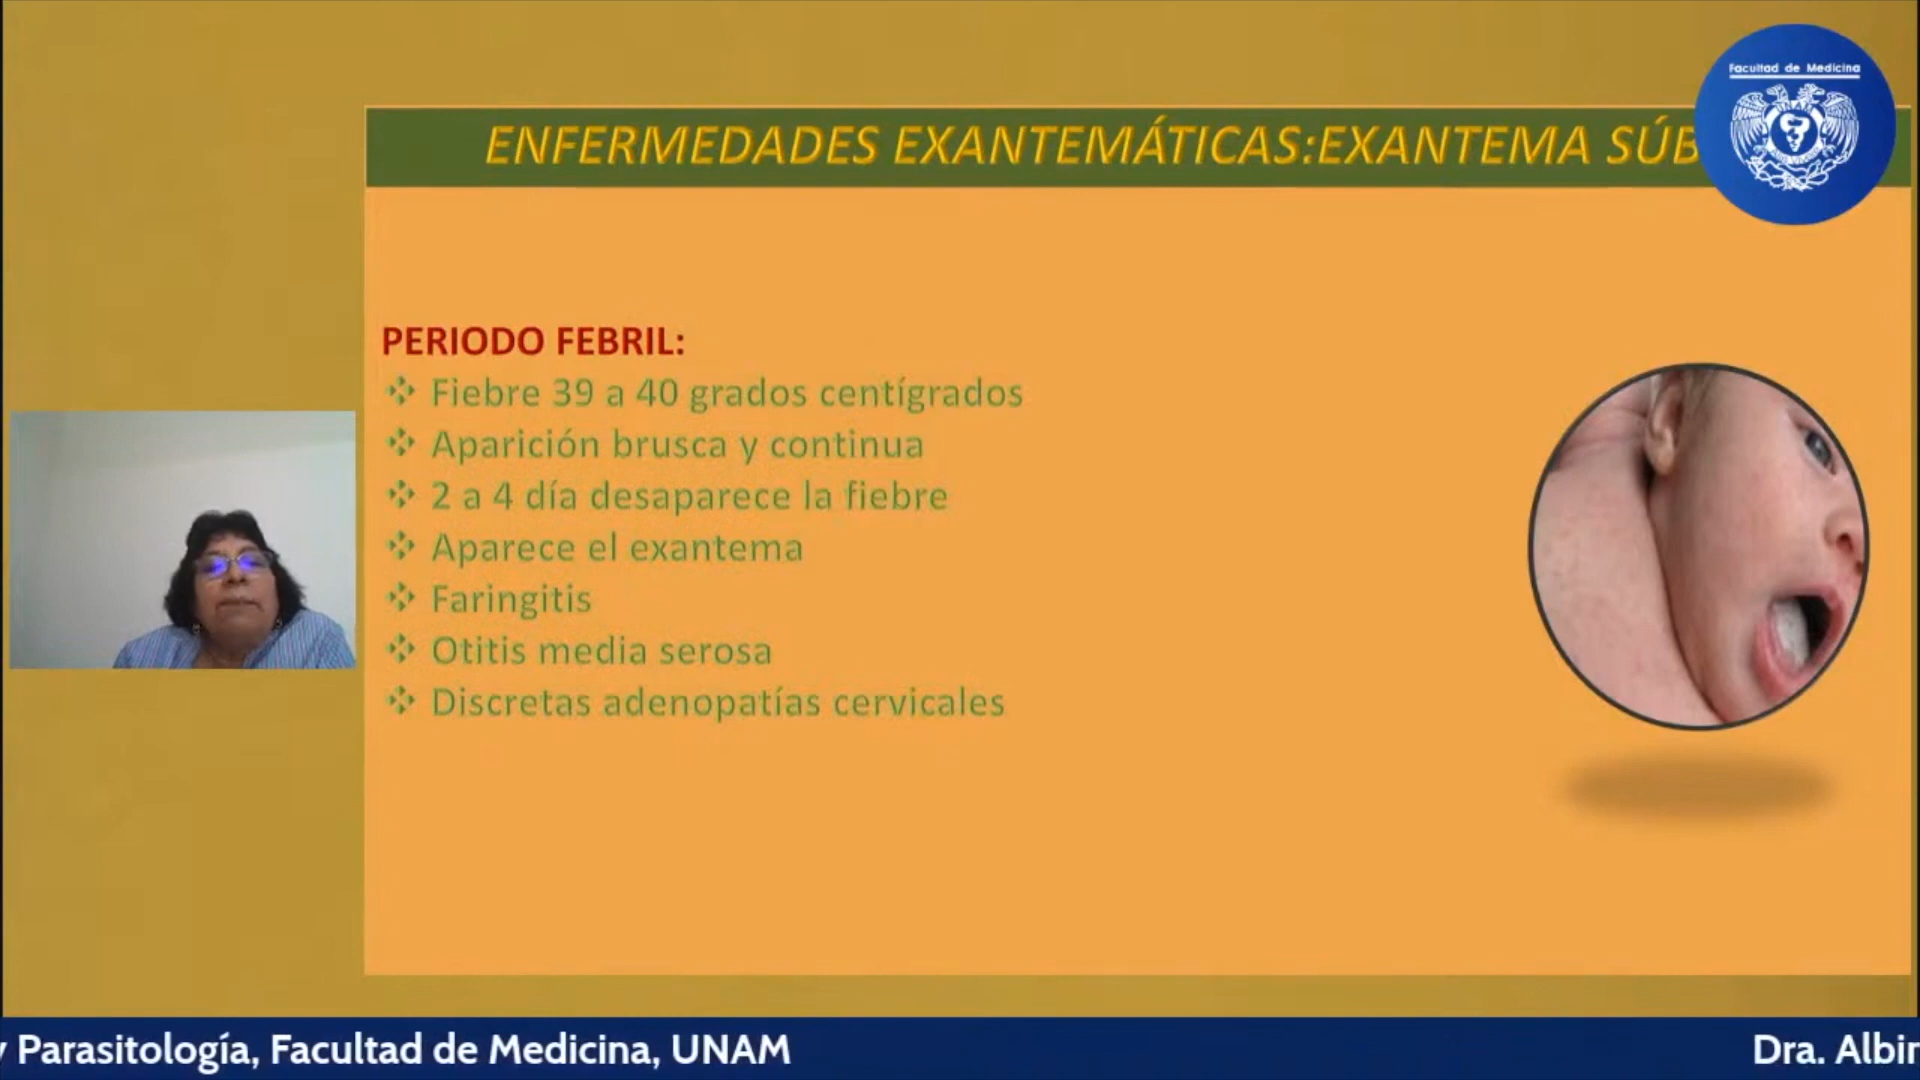 Facultad de Medicina
ENFERMEDADES EXANTEMÁTICAS:EXANTEMA SÚB
PERIODO FEBRIL:
Fiebre 39 a 40 grados centígrados
Aparición brusca y continua
2 a 4 día desaparece la fiebre
Aparece el exantema
Faringitis
Otitis media serosa
Discretas adenopatías cervicales
y Parasitología, Facultad de Medicina, UNAM
Dra. Albir